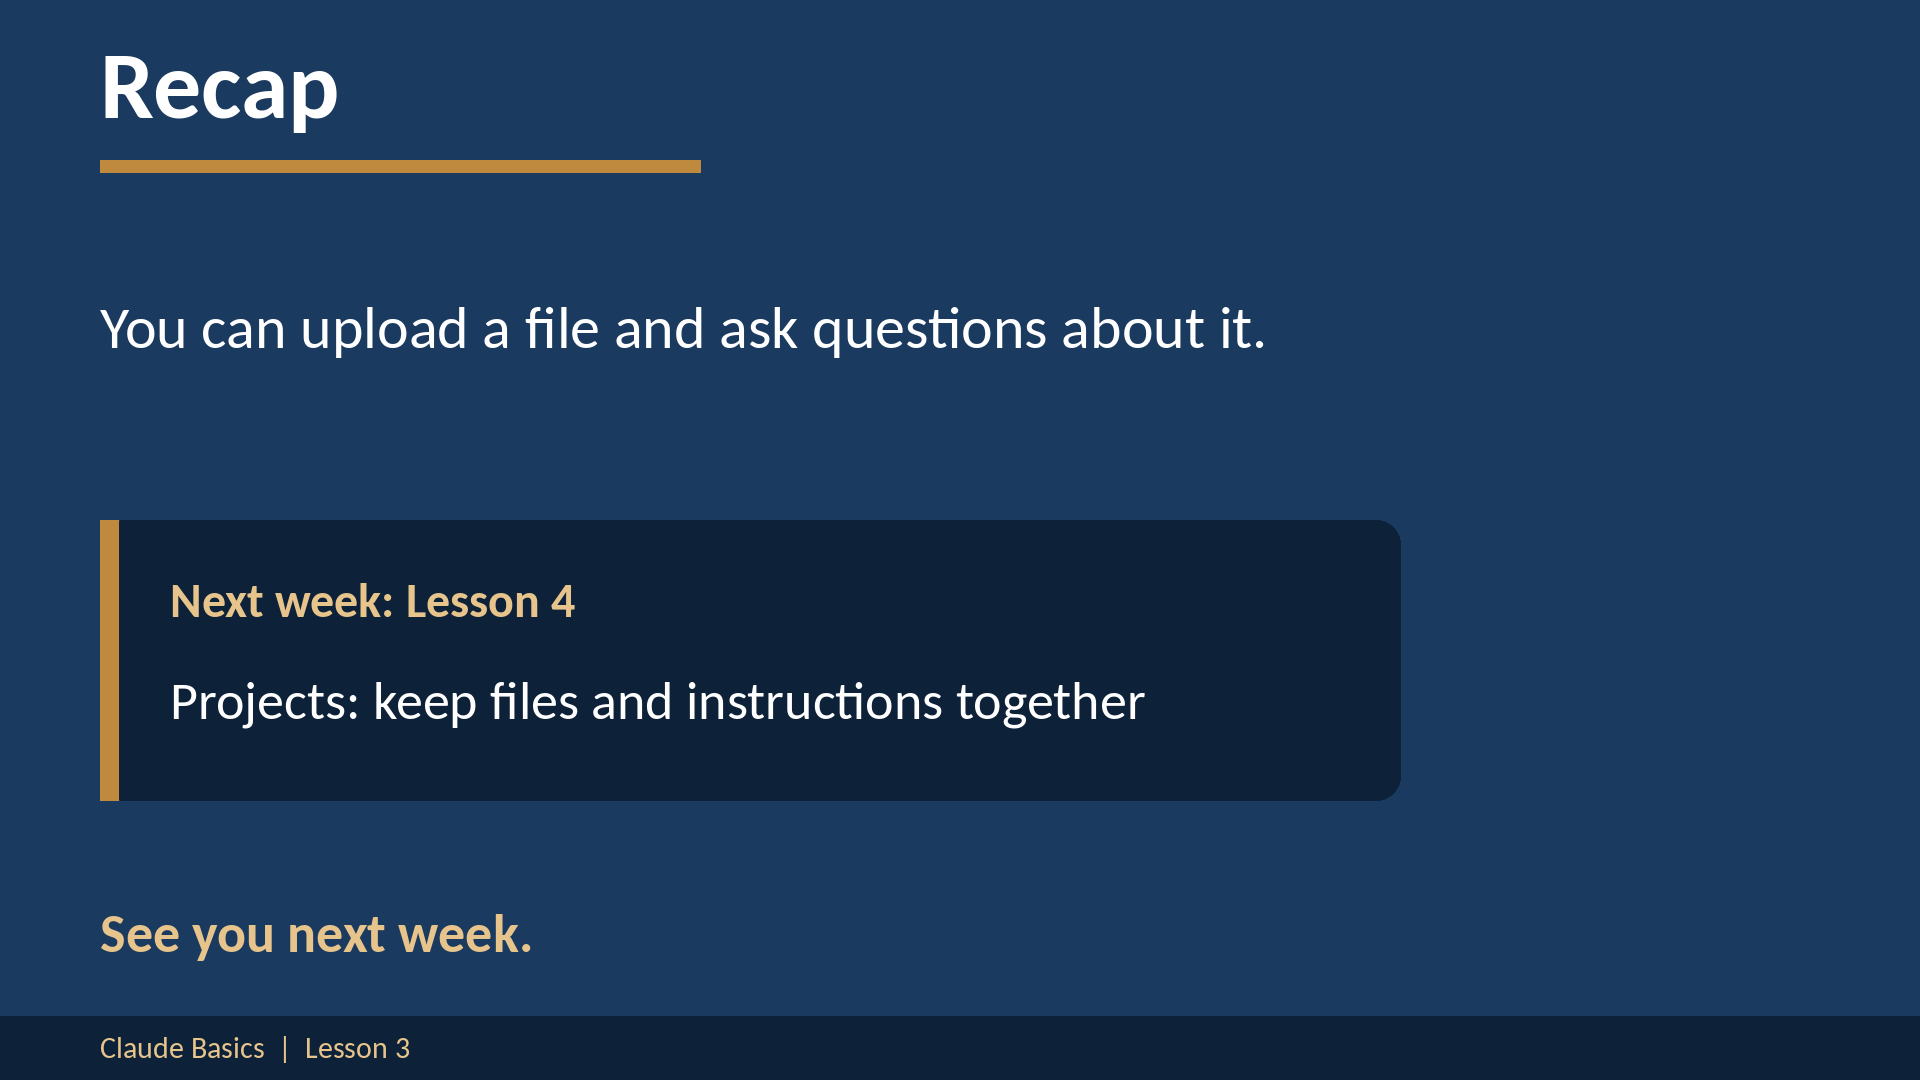 Recap
You can upload a file and ask questions about it.
Next week: Lesson 4
Projects: keep files and instructions together
See you next week.
Claude Basics | Lesson 3